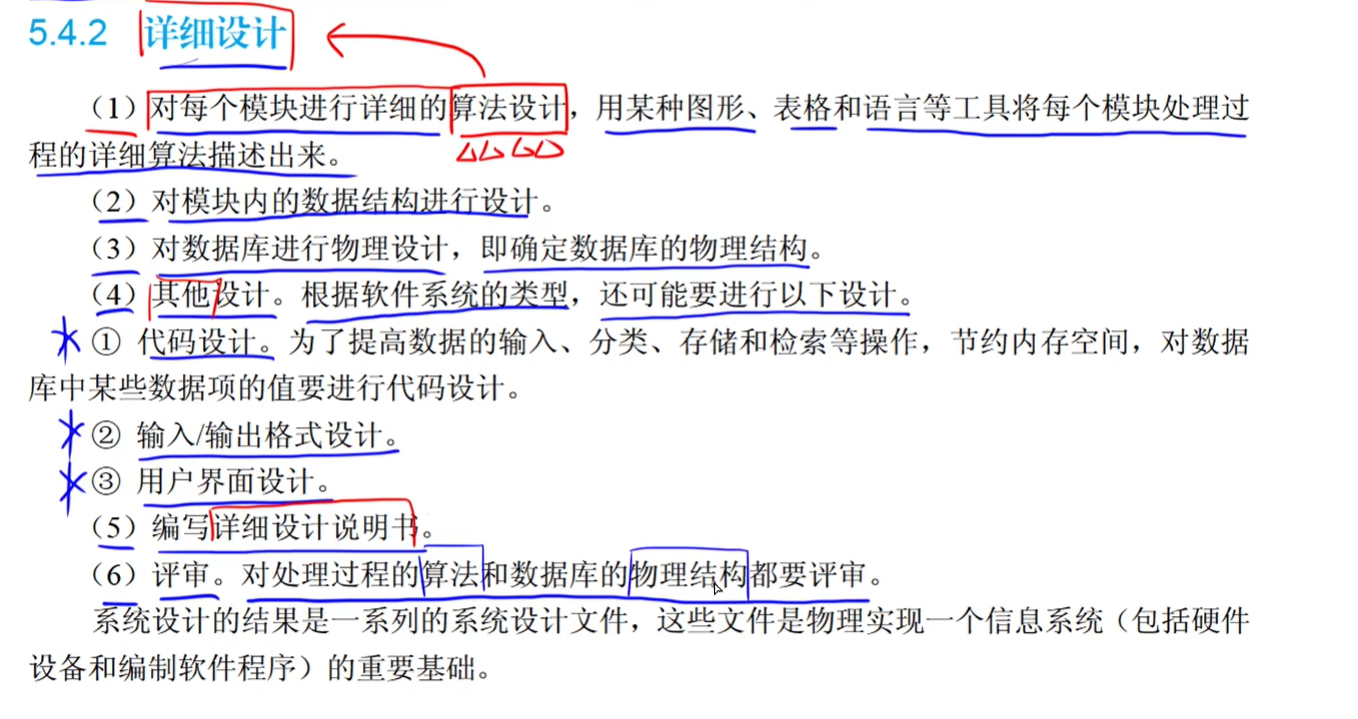 5.4.2 详细设计
（1）对每个模块进行详细的算法设计，用某种图形、表格和语言等工具将每个模块处理过
程的详细算法描述出来。
（2）对模块内的数据结构进行设计。
（3）对数据库进行物理设计，即确定数据库的物理结构。
（4）其他设计。根据软件系统的类型，还可能要进行以下设计。
① 代码设计。为了提高数据的输入、分类、存储和检索等操作，节约内存空间，对数据
库中某些数据项的值要进行代码设计。
② 输入/输出格式设计。
③ 用户界面设计。
（5）编写详细设计说明书。
（6）评审。对处理过程的算法和数据库的物理结构都要评审。
系统设计的结果是一系列的系统设计文件，这些文件是物理实现一个信息系统（包括硬件
设备和编制软件程序）的重要基础。